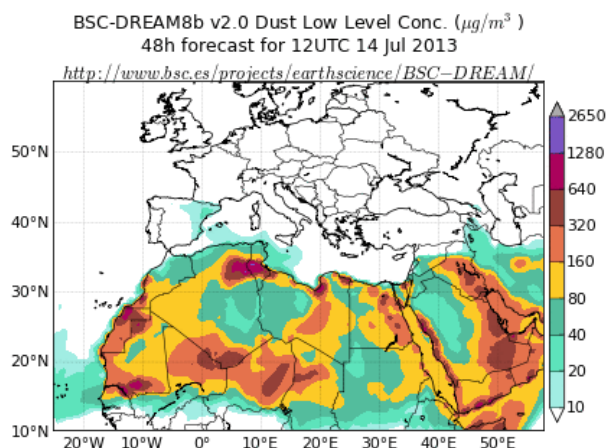 BSC-DREAM8b v2.0 Dust Low Level Conc. (μg/m³ )
48h forecast for 12UTC 14 Jul 2013
http://www.bsc.es/projects/earthscience/BSC−DREAM/
2650
1280
640
320
160
80
40
20
10
50°N
40°N
30°N
20°N
10°N
20°W 10°W 0° 10°E 20°E 30°E 40°E 50°E